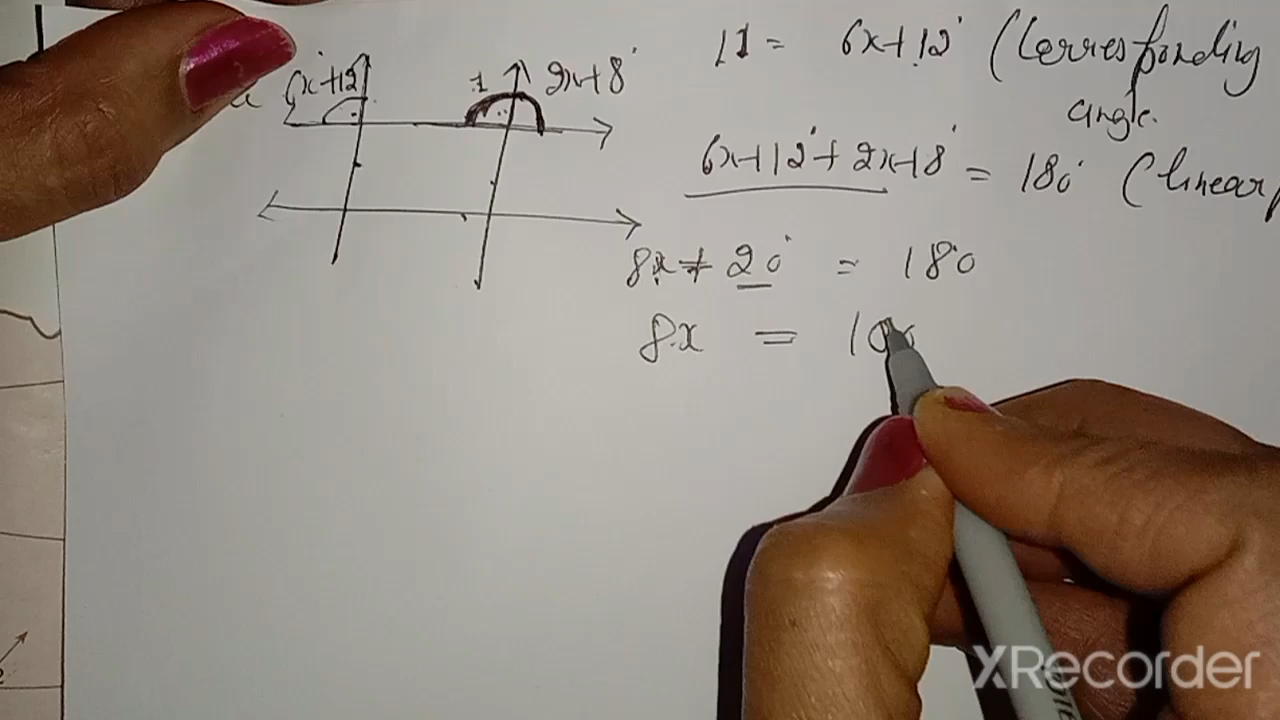 6x+12°
1
2x+8°
∠1 = 6x+12° (Corresponding
angle.
6x+12°+2x+8° = 180° (linear
8x+20° = 180
8x =
XRecorder